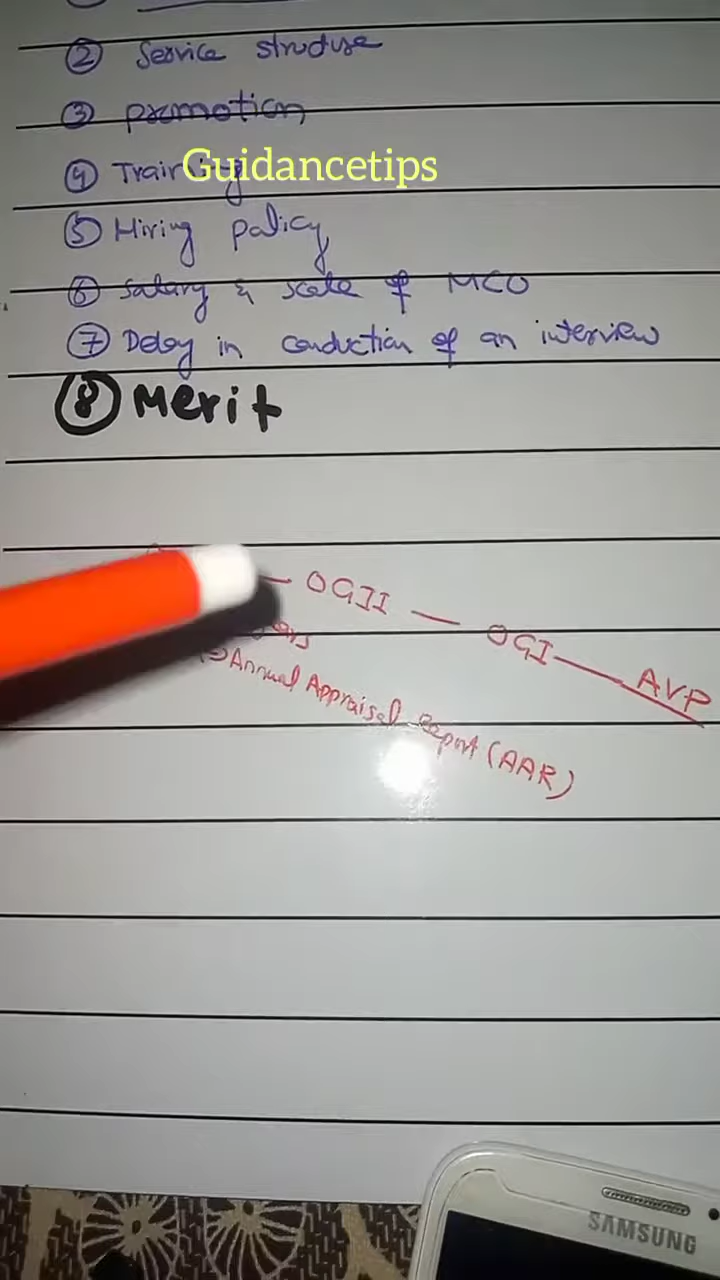 ② Service structure
③ promotion
④ Training
Guidancetips
⑤ Hiring policy
⑥ Salary & scale of MCO
⑦ Delay in conduction of an interview
⑧ Merit
— OGII — OGI — AVP
Annual Appraisal Report (AAR)
SAMSUNG